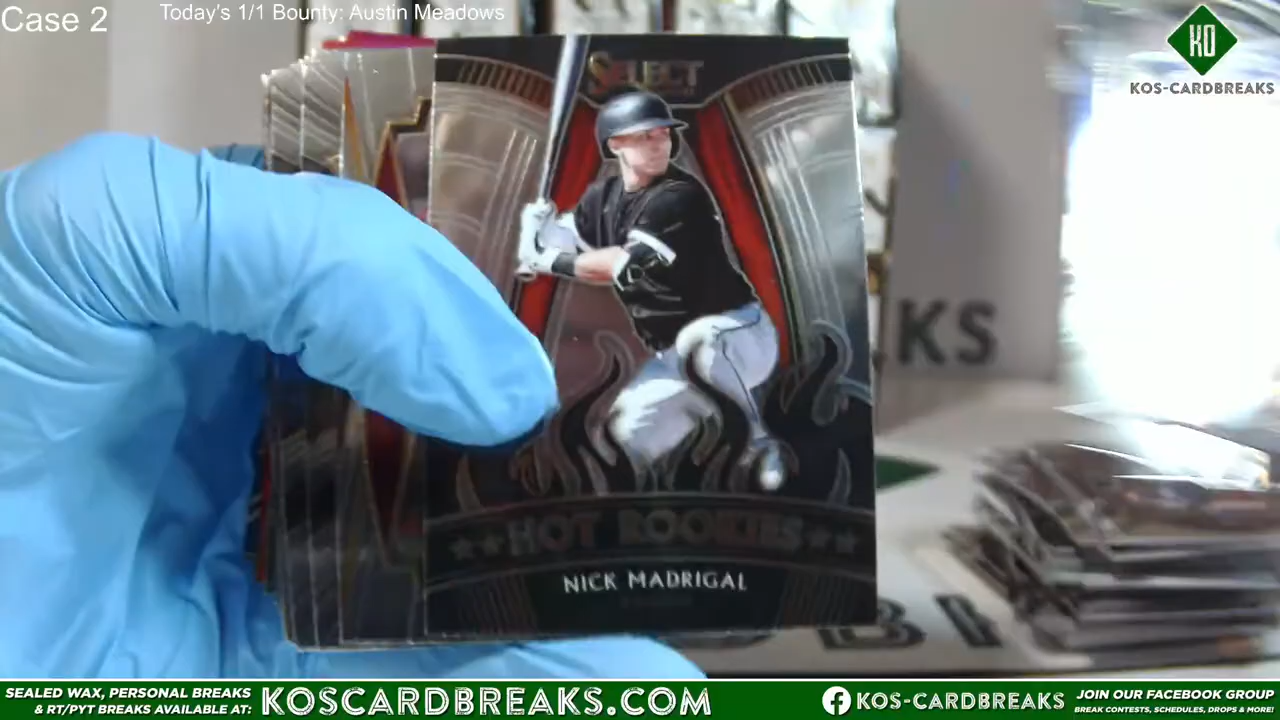 Case 2
Today's 1/1 Bounty: Austin Meadows
KO
KOS-CARDBREAKS
SELECT
KS
HOT ROOKIES
NICK MADRIGAL
SEALED WAX, PERSONAL BREAKS
& RT/PYT BREAKS AVAILABLE AT:
KOSCARDBREAKS.COM
KOS-CARDBREAKS
JOIN OUR FACEBOOK GROUP
BREAK CONTESTS, SCHEDULES, DROPS & MORE!